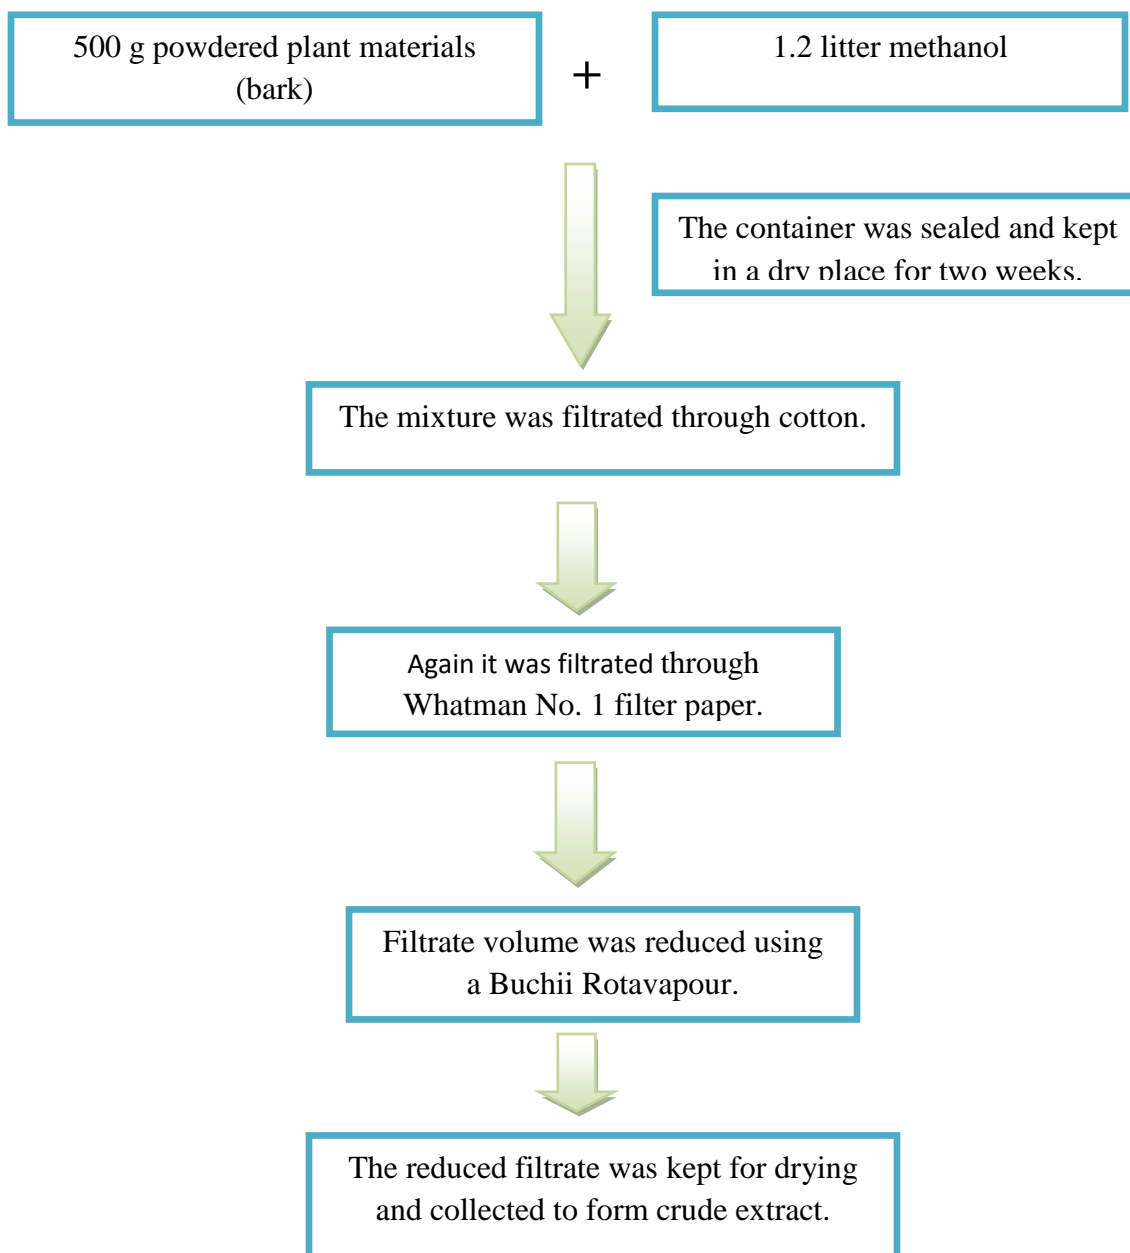 500 g powdered plant materials
(bark)
+
1.2 litter methanol
The container was sealed and kept
in a dry place for two weeks.
The mixture was filtrated through cotton.
Again it was filtrated through
Whatman No. 1 filter paper.
Filtrate volume was reduced using
a Buchii Rotavapour.
The reduced filtrate was kept for drying
and collected to form crude extract.